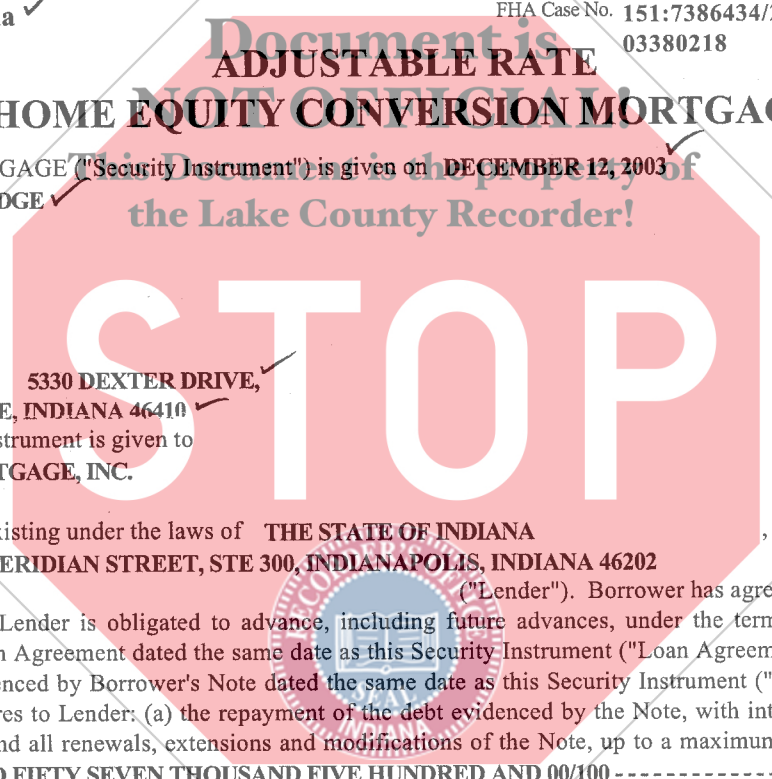 FHA Case No. 151:7386434/
03380218
Document is
ADJUSTABLE RATE
NOT OFFICIAL!
HOME EQUITY CONVERSION MORTGAG
GAGE ("Security Instrument") is given on DECEMBER 12, 2003
This Document is the property of
DGE
the Lake County Recorder!
STOP
5330 DEXTER DRIVE,
E, INDIANA 46410
strument is given to
TGAGE, INC.
xisting under the laws of THE STATE OF INDIANA ,
ERIDIAN STREET, STE 300, INDIANAPOLIS, INDIANA 46202
("Lender"). Borrower has agre
Lender is obligated to advance, including future advances, under the term
n Agreement dated the same date as this Security Instrument ("Loan Agreem
enced by Borrower's Note dated the same date as this Security Instrument ("
res to Lender: (a) the repayment of the debt evidenced by the Note, with int
nd all renewals, extensions and modifications of the Note, up to a maximum
D FIFTY SEVEN THOUSAND FIVE HUNDRED AND 00/100 - - - - - - - - - - - - -
RECORDER'S OFFICE
SEAL
INDIANA